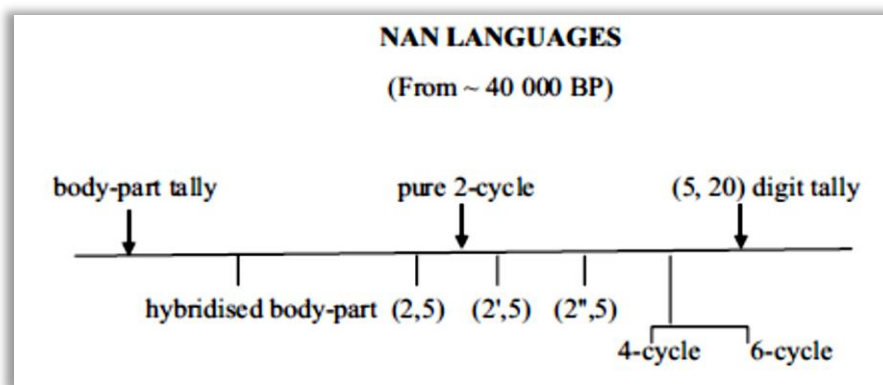 NAN LANGUAGES
(From ~ 40 000 BP)
body-part tally pure 2-cycle (5, 20) digit tally
hybridised body-part (2,5) (2',5) (2",5)
4-cycle 6-cycle